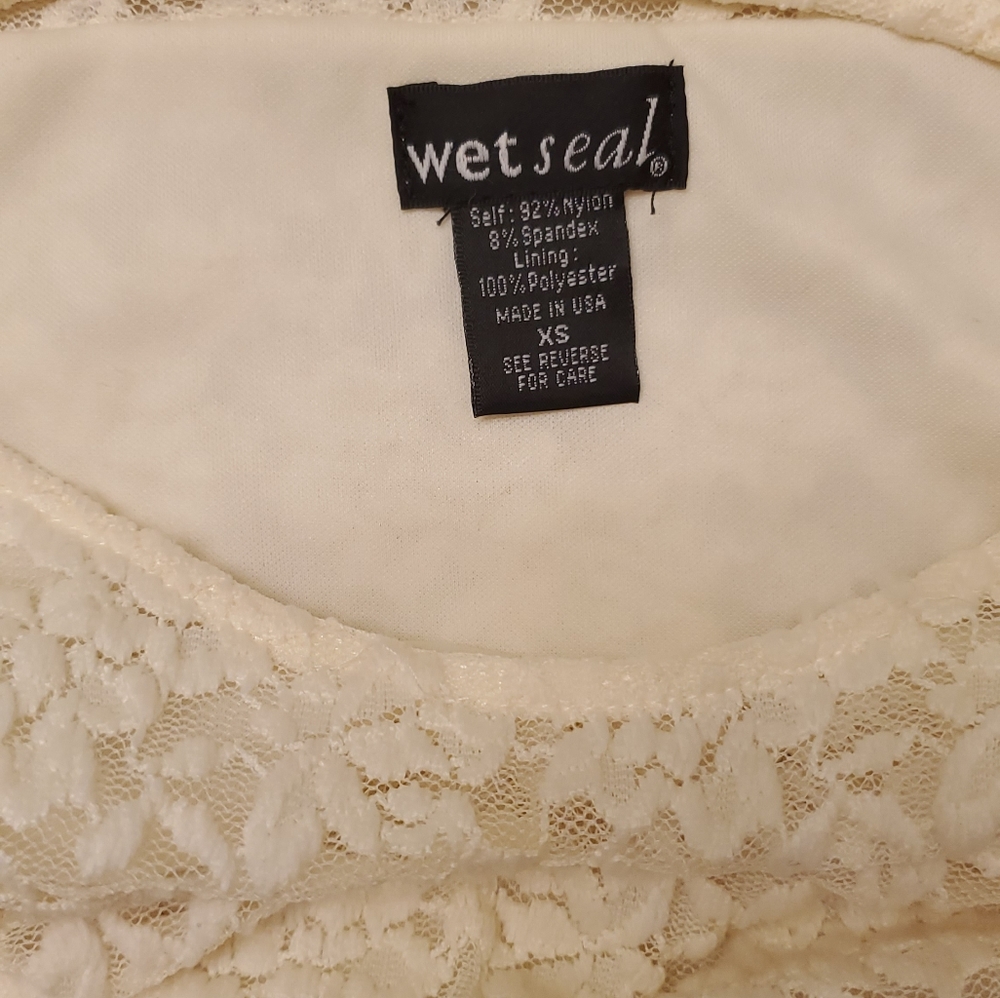 wet seal®
Self: 92%Nylon
8%Spandex
Lining:
100%Polyester
MADE IN USA
XS
SEE REVERSE
FOR CARE